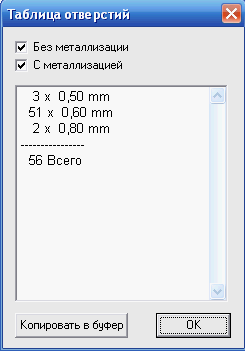 Таблица отверстий
Без металлизации
С металлизацией
3 x 0,50 mm
51 x 0,60 mm
2 x 0,80 mm
----------------
56 Всего
Копировать в буфер
OK